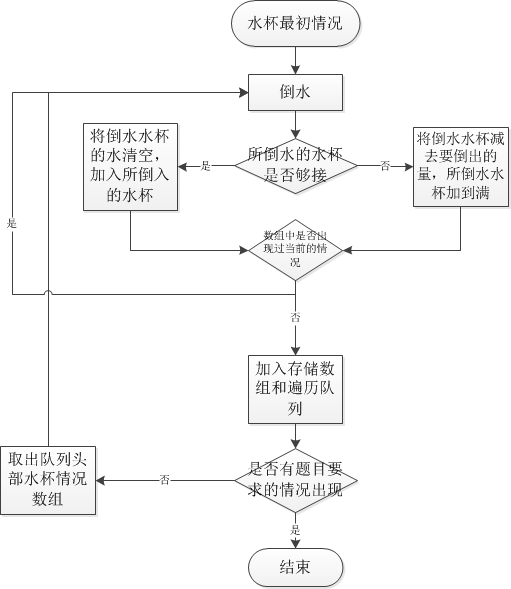 水杯最初情况
倒水
所倒水的水杯
是否够接
是
否
将倒水水杯
的水清空，
加入所倒入
的水杯
将倒水水杯减
去要倒出的
量，所倒水水
杯加到满
数组中是否出
现过当前的情
况
是
否
加入存储数
组和遍历队
列
是否有题目要
求的情况出现
否
取出队列头
部水杯情况
数组
是
结束